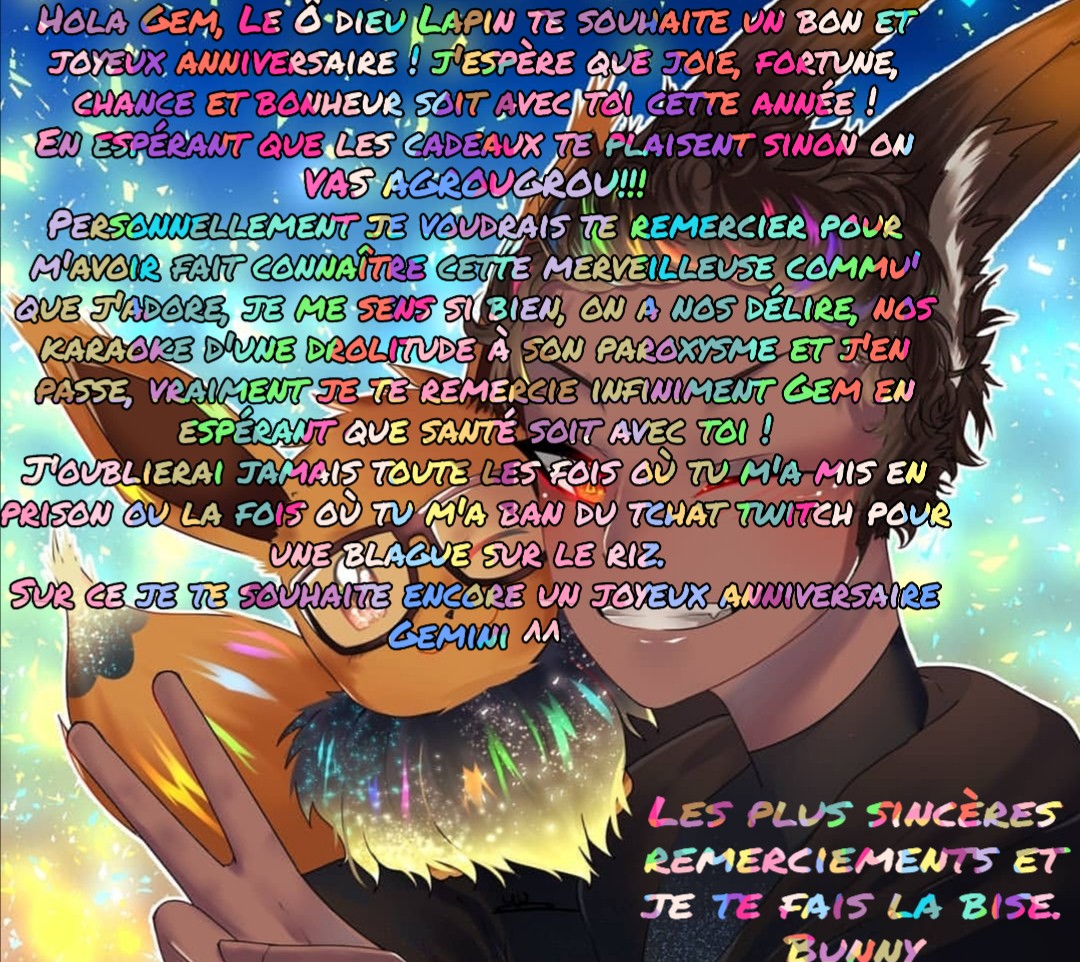 Hola Gem, Le Ô dieu Lapin te souhaite un bon et
joyeux anniversaire ! J'espère que joie, fortune,
chance et bonheur soit avec toi cette année !
En espérant que les cadeaux te plaisent sinon on
vas AGROUGROU!!!
Personnellement je voudrais te remercier pour
m'avoir fait connaître cette merveilleuse commu'
que j'adore, je me sens si bien, on a nos délire, nos
karaoke d'une drolitude à son paroxysme et j'en
passe, vraiment je te remercie infiniment Gem en
espérant que santé soit avec toi !
J'oublierai jamais toute les fois où tu m'a mis en
prison ou la fois où tu m'a ban du tchat twitch pour
une blague sur le riz.
Sur ce je te souhaite encore un joyeux anniversaire
Gemini ^^
Les plus sincères
remerciements et
je te fais la bise.
Bunny